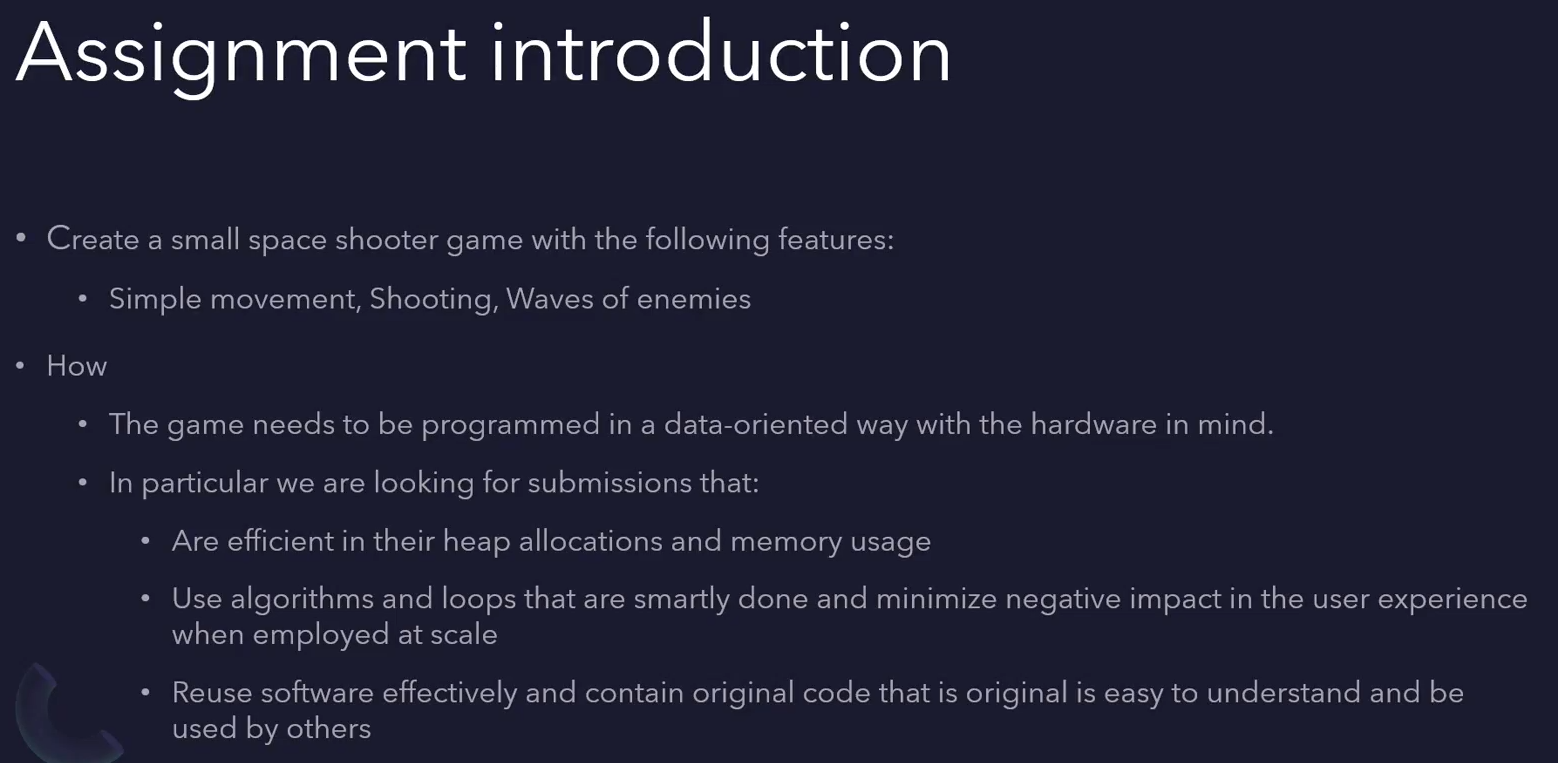 Assignment introduction
• Create a small space shooter game with the following features:
• Simple movement, Shooting, Waves of enemies
• How
• The game needs to be programmed in a data-oriented way with the hardware in mind.
• In particular we are looking for submissions that:
• Are efficient in their heap allocations and memory usage
• Use algorithms and loops that are smartly done and minimize negative impact in the user experience
when employed at scale
• Reuse software effectively and contain original code that is original is easy to understand and be
used by others